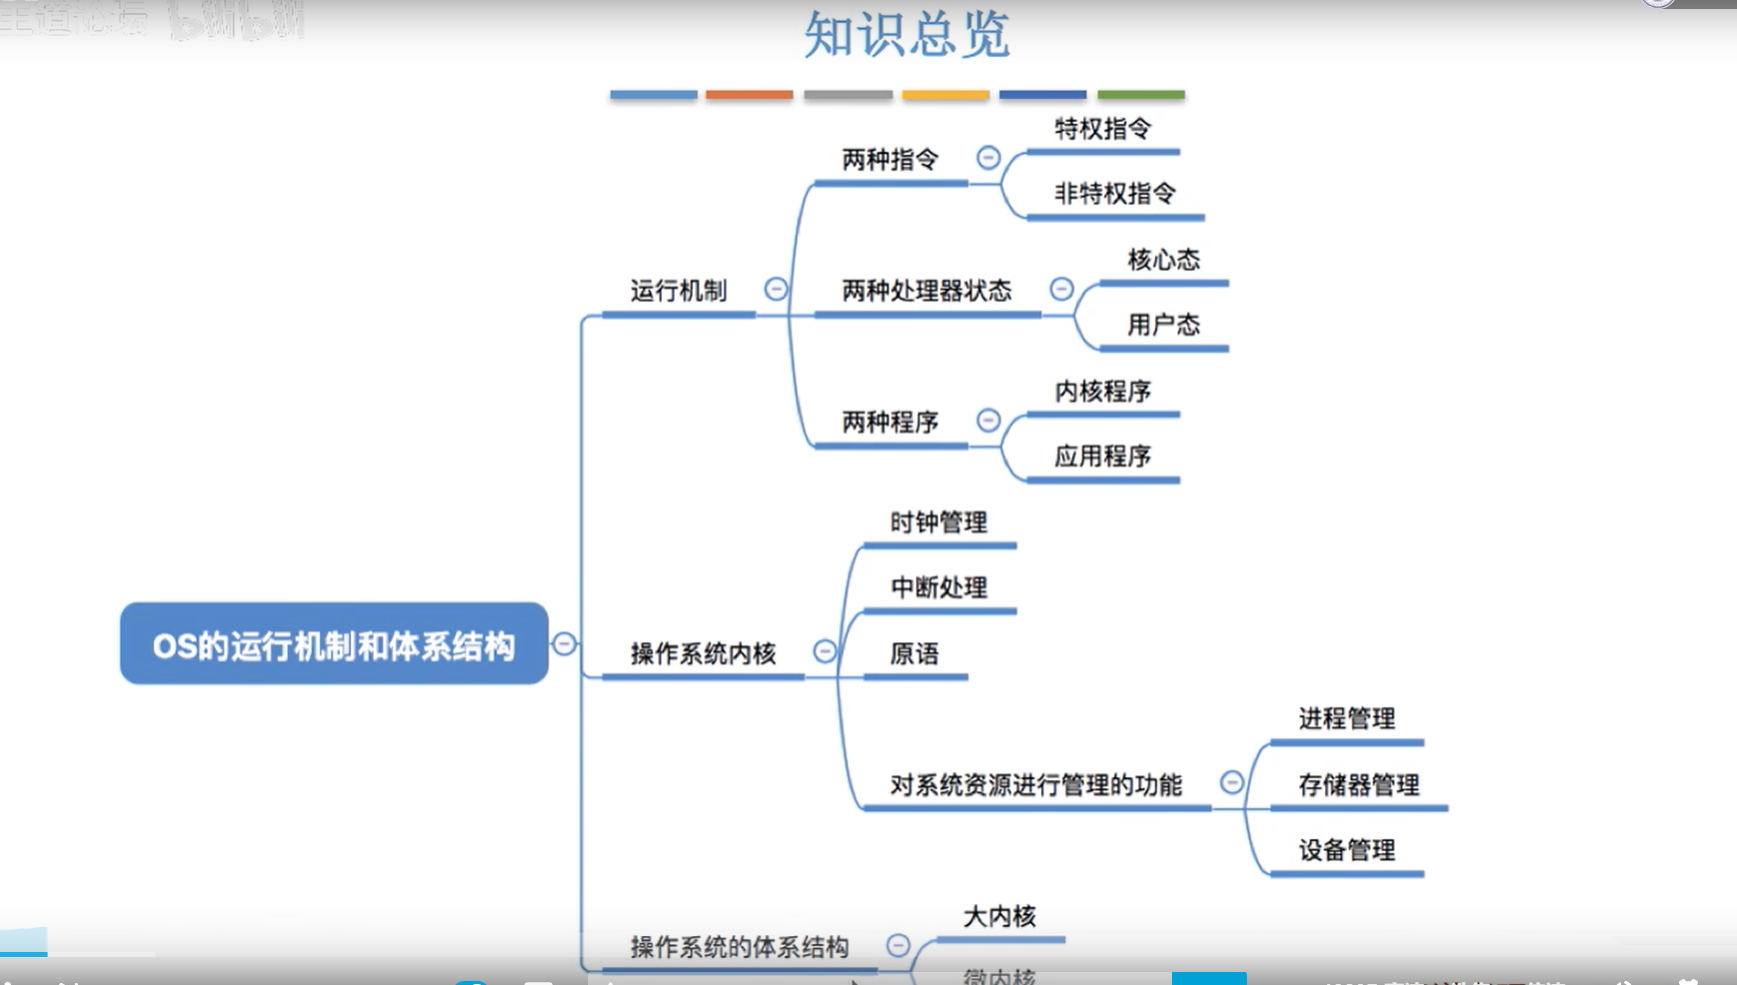 王道论坛 bilibili
知识总览
特权指令
两种指令
非特权指令
核心态
运行机制
两种处理器状态
用户态
内核程序
两种程序
应用程序
时钟管理
中断处理
OS的运行机制和体系结构
操作系统内核
原语
进程管理
对系统资源进行管理的功能
存储器管理
设备管理
大内核
操作系统的体系结构
微内核